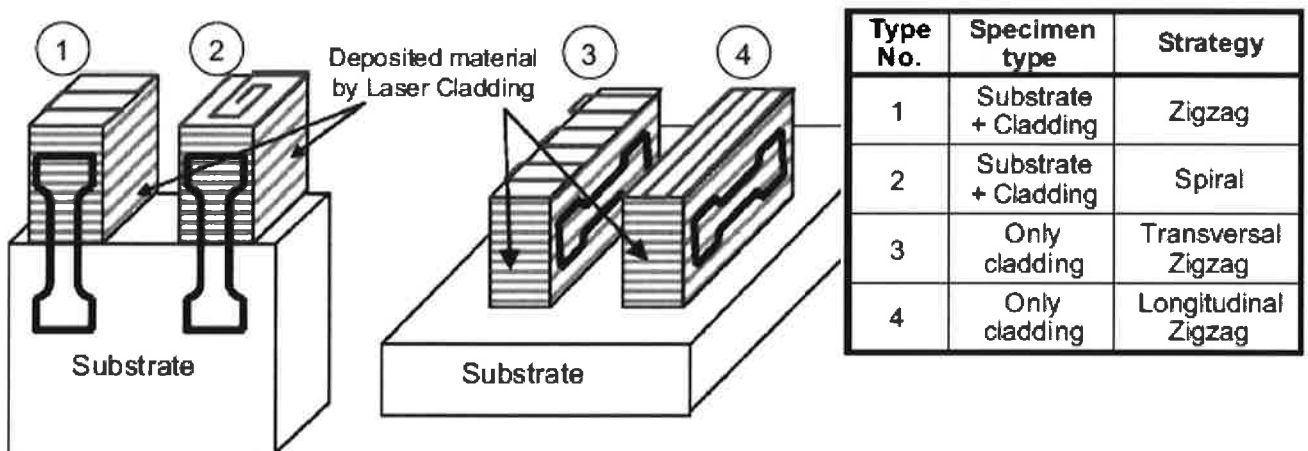 1
2
3
4
Deposited material
by Laser Cladding
Substrate
Substrate
Type No.
Specimen type
Strategy
1
Substrate + Cladding
Zigzag
2
Substrate + Cladding
Spiral
3
Only cladding
Transversal Zigzag
4
Only cladding
Longitudinal Zigzag